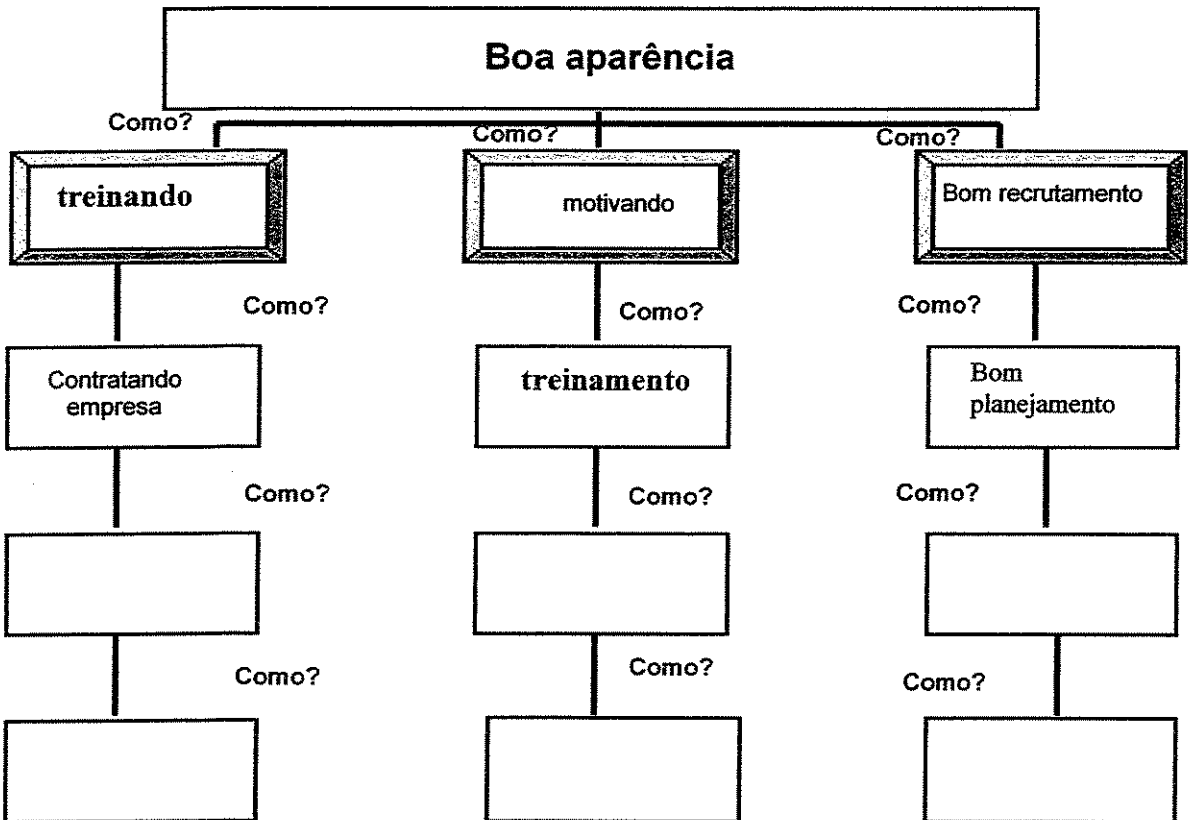 Boa aparência
Como?
Como?
Como?
treinando
motivando
Bom recrutamento
Como?
Como?
Como?
Contratando
empresa
treinamento
Bom
planejamento
Como?
Como?
Como?
Como?
Como?
Como?